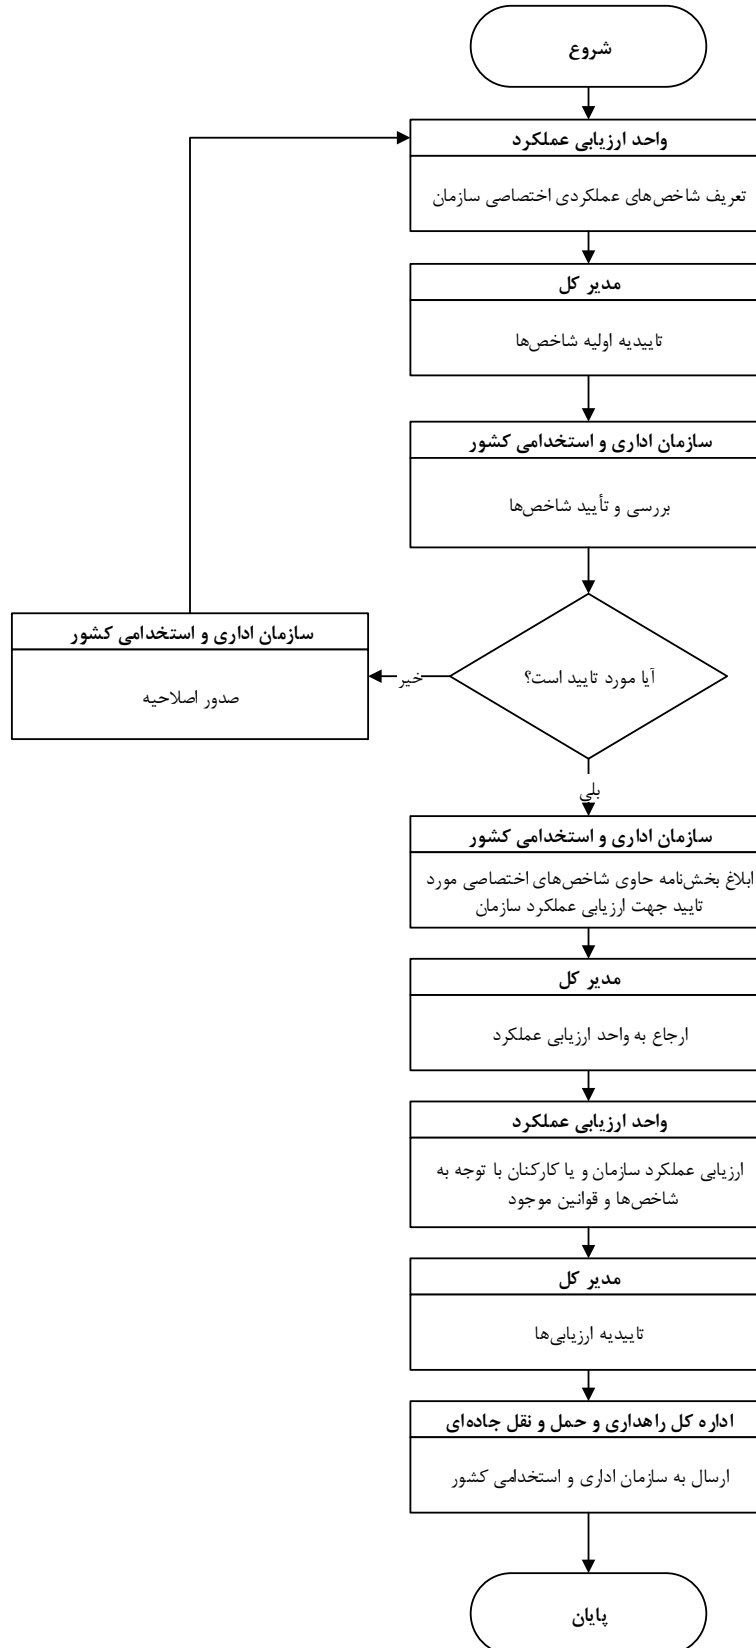 شروع
واحد ارزیابی عملکرد
تعریف شاخص‌های عملکردی اختصاصی سازمان
مدیر کل
تاییدیه اولیه شاخص‌ها
سازمان اداری و استخدامی کشور
بررسی و تأیید شاخص‌ها
آیا مورد تایید است؟
خیر
سازمان اداری و استخدامی کشور
صدور اصلاحیه
بلی
سازمان اداری و استخدامی کشور
ابلاغ بخش‌نامه حاوی شاخص‌های اختصاصی مورد
تایید جهت ارزیابی عملکرد سازمان
مدیر کل
ارجاع به واحد ارزیابی عملکرد
واحد ارزیابی عملکرد
ارزیابی عملکرد سازمان و یا کارکنان با توجه به
شاخص‌ها و قوانین موجود
مدیر کل
تاییدیه ارزیابی‌ها
اداره کل راهداری و حمل و نقل جاده‌ای
ارسال به سازمان اداری و استخدامی کشور
پایان